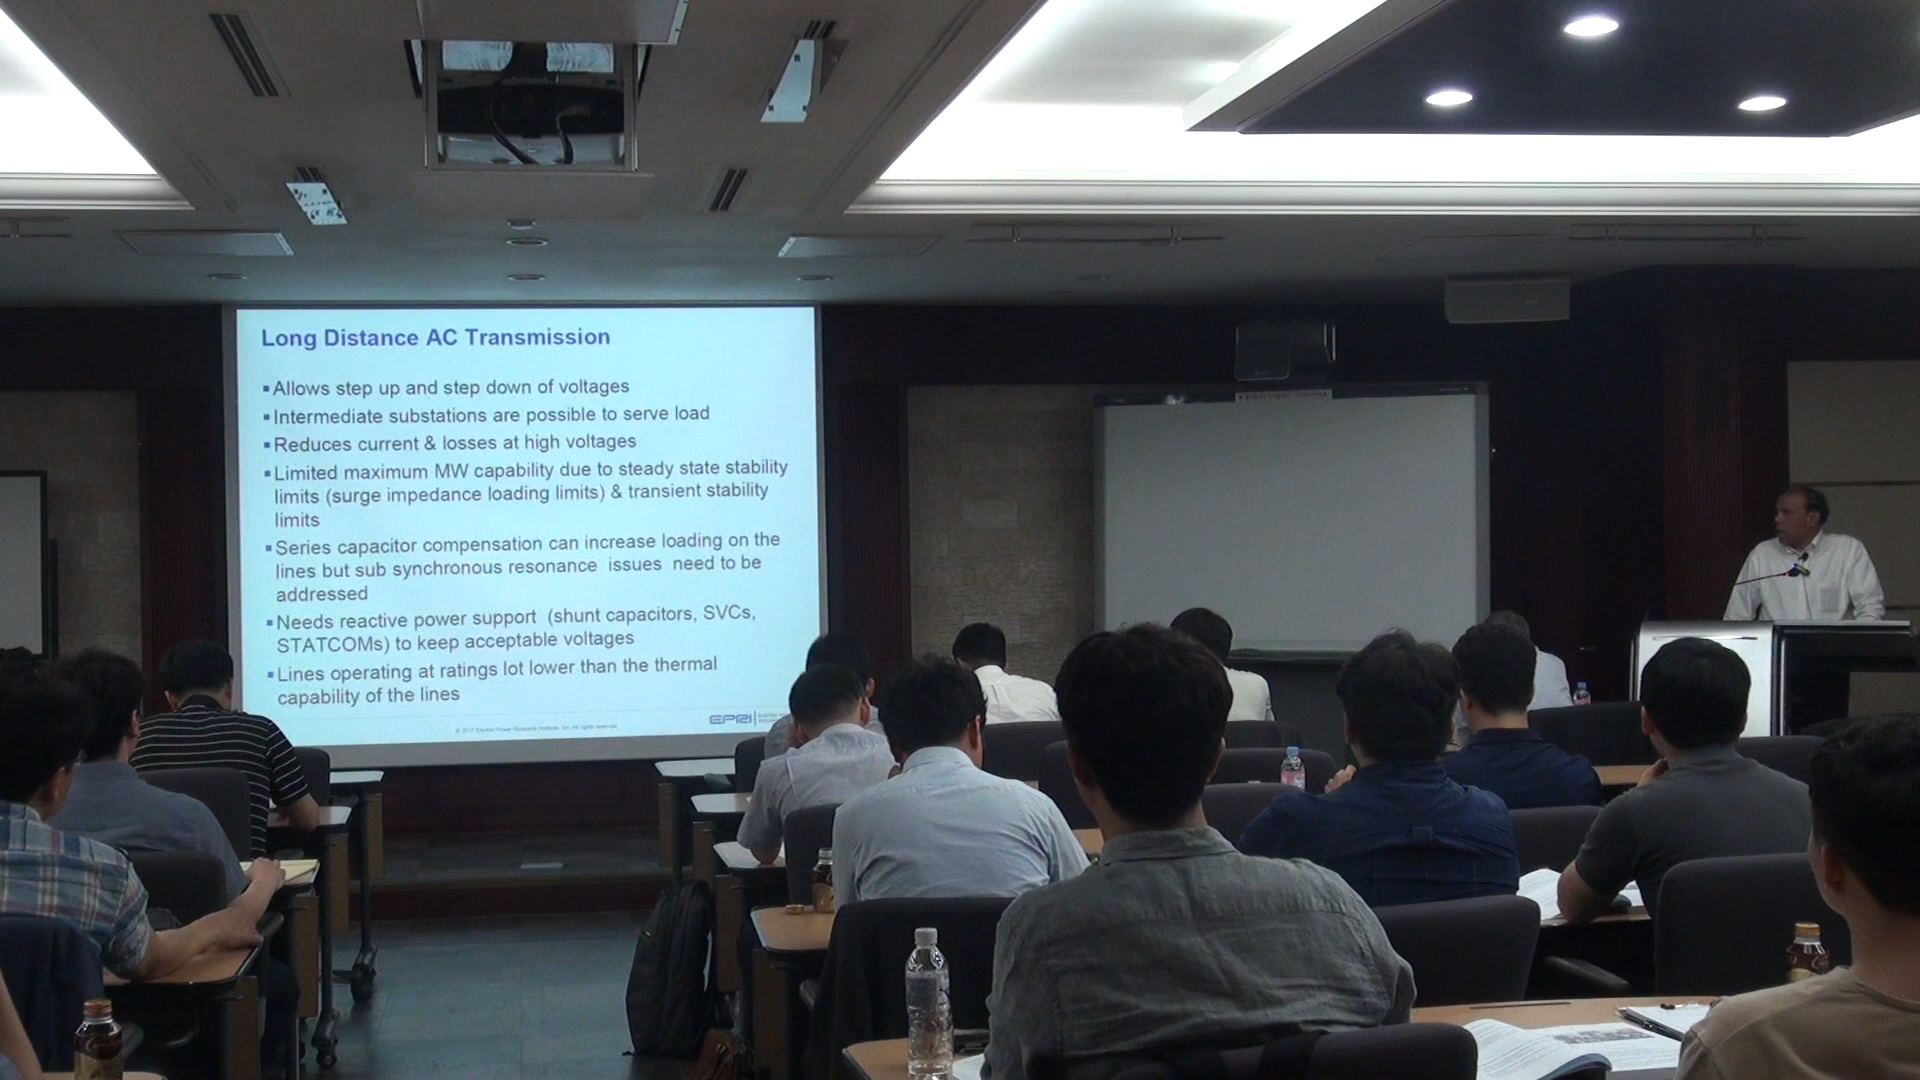 Long Distance AC Transmission
▪Allows step up and step down of voltages
▪Intermediate substations are possible to serve load
▪Reduces current & losses at high voltages
▪Limited maximum MW capability due to steady state stability
limits (surge impedance loading limits) & transient stability
limits
▪Series capacitor compensation can increase loading on the
lines but sub synchronous resonance issues need to be
addressed
▪Needs reactive power support (shunt capacitors, SVCs,
STATCOMs) to keep acceptable voltages
▪Lines operating at ratings lot lower than the thermal
capability of the lines
EPRI